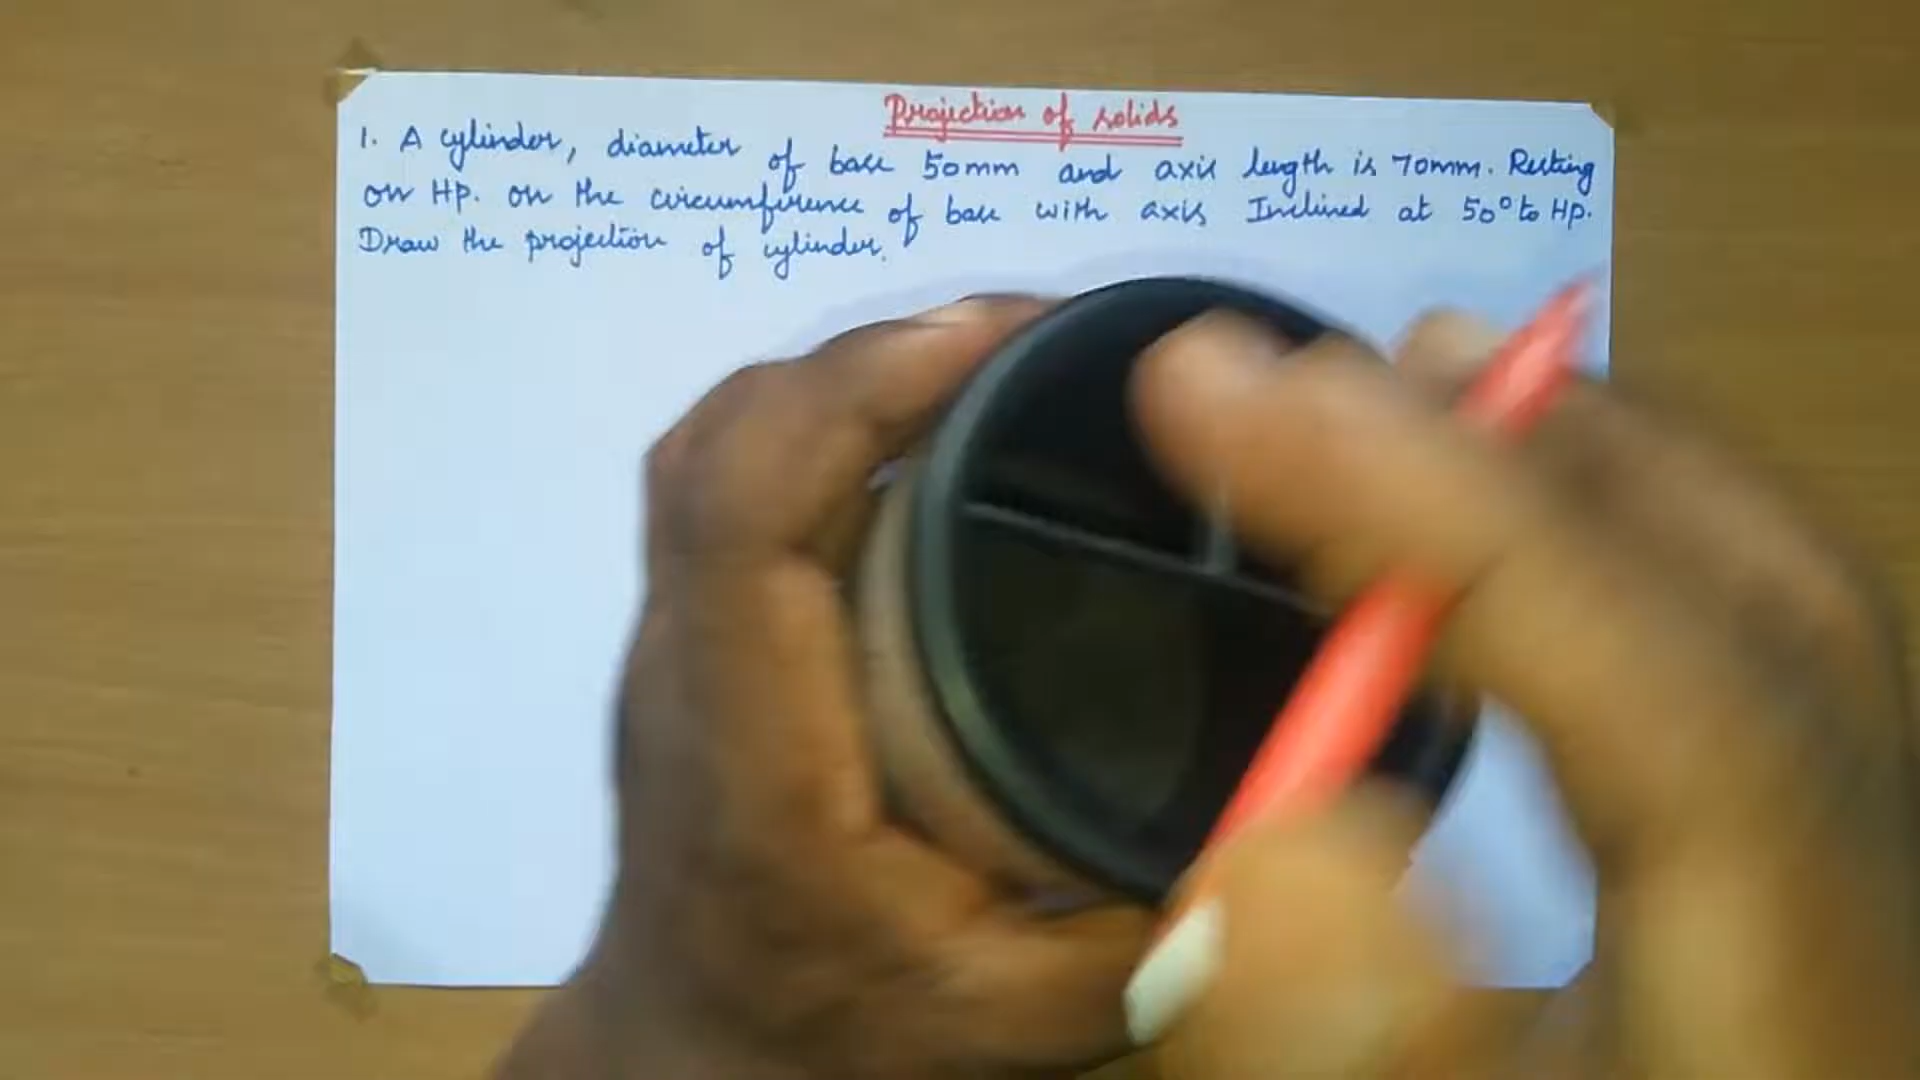 Projection of solids
1. A cylinder, diameter of base 50mm and axis length is 70mm. Resting
on HP. on the circumference of base with axis Inclined at 50° to HP.
Draw the projection of cylinder.